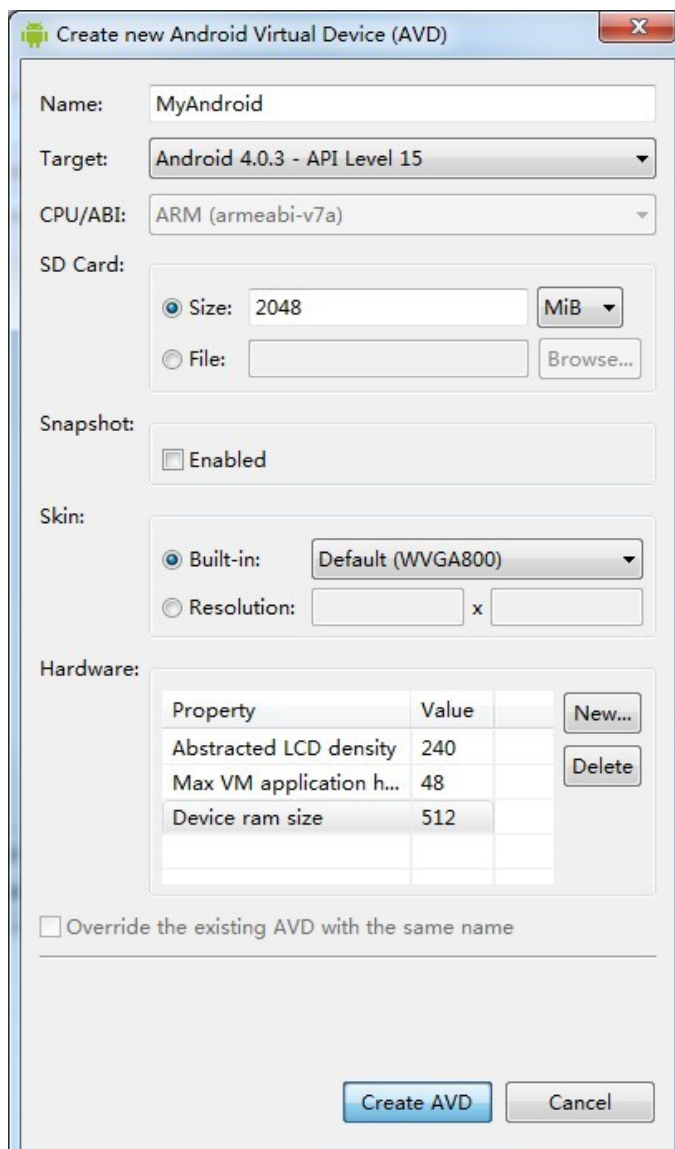 Create new Android Virtual Device (AVD)
Name: MyAndroid
Target: Android 4.0.3 - API Level 15
CPU/ABI: ARM (armeabi-v7a)
SD Card:
Size: 2048 MiB
File: Browse...
Snapshot:
Enabled
Skin:
Built-in: Default (WVGA800)
Resolution: x
Hardware:
Property Value New...
Abstracted LCD density 240
Delete
Max VM application h... 48
Device ram size 512
Override the existing AVD with the same name
Create AVD Cancel